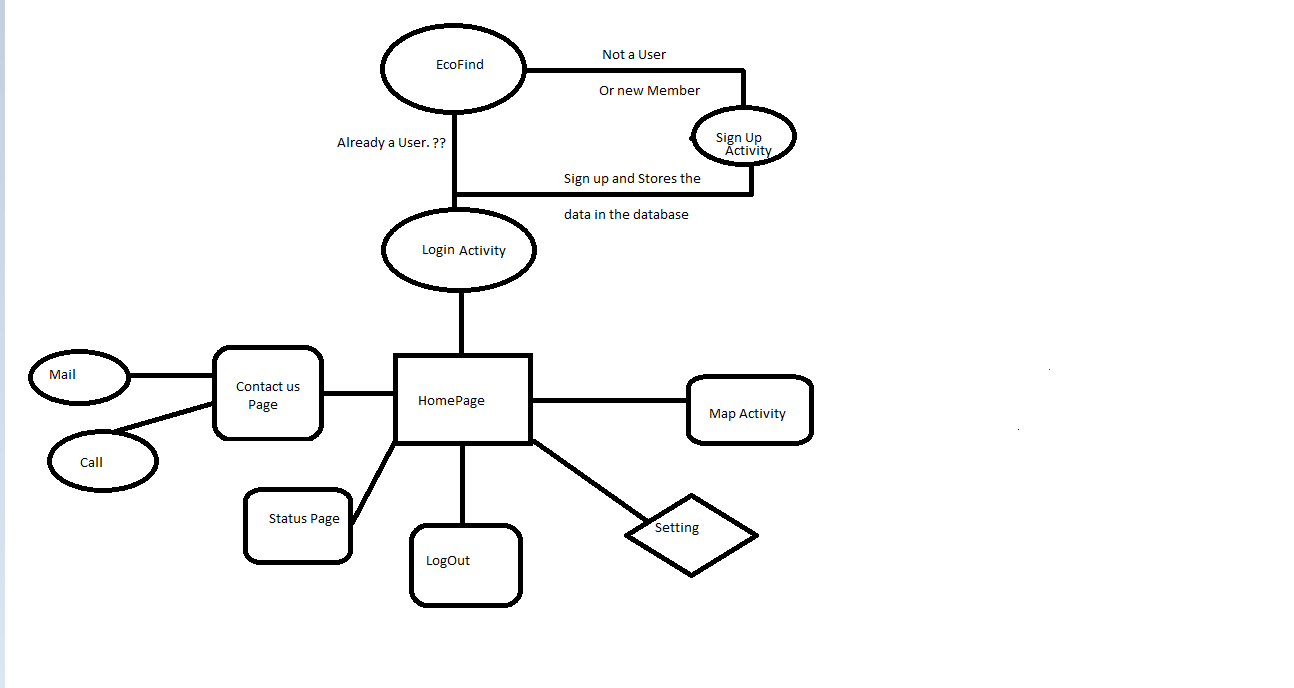 EcoFind
Not a User
Or new Member
Sign Up
Activity
Already a User. ??
Sign up and Stores the
data in the database
Login Activity
Mail
Contact us
Page
HomePage
Map Activity
Call
Status Page
LogOut
Setting